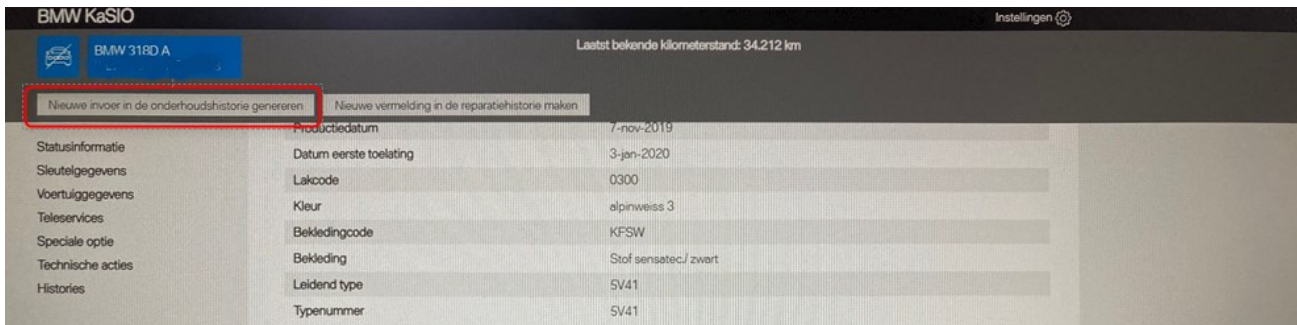 BMW KaSIO
Instellingen
BMW 318D A
Laatst bekende kilometerstand: 34.212 km
Nieuwe invoer in de onderhoudshistorie genereren
Nieuwe vermelding in de reparatiehistorie maken
Statusinformatie
Sleutelgegevens
Voertuiggegevens
Teleservices
Speciale optie
Technische acties
Histories
Productiedatum 7-nov-2019
Datum eerste toelating 3-jan-2020
Lakcode 0300
Kleur alpinweiss 3
Bekledingcode KFSW
Bekleding Stof sensatec./ zwart
Leidend type 5V41
Typenummer 5V41